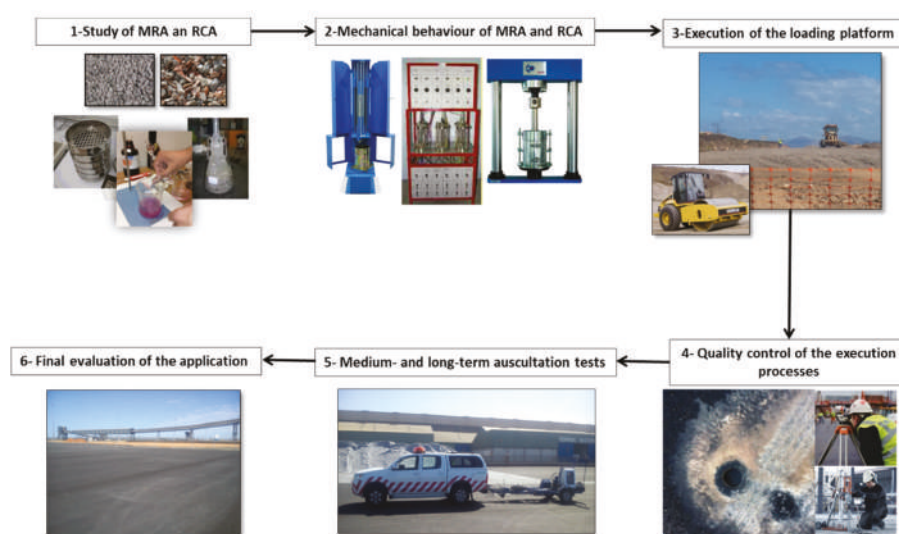 1-Study of MRA an RCA
2-Mechanical behaviour of MRA and RCA
3-Execution of the loading platform
4- Quality control of the execution
processes
5- Medium- and long-term auscultation tests
6- Final evaluation of the application